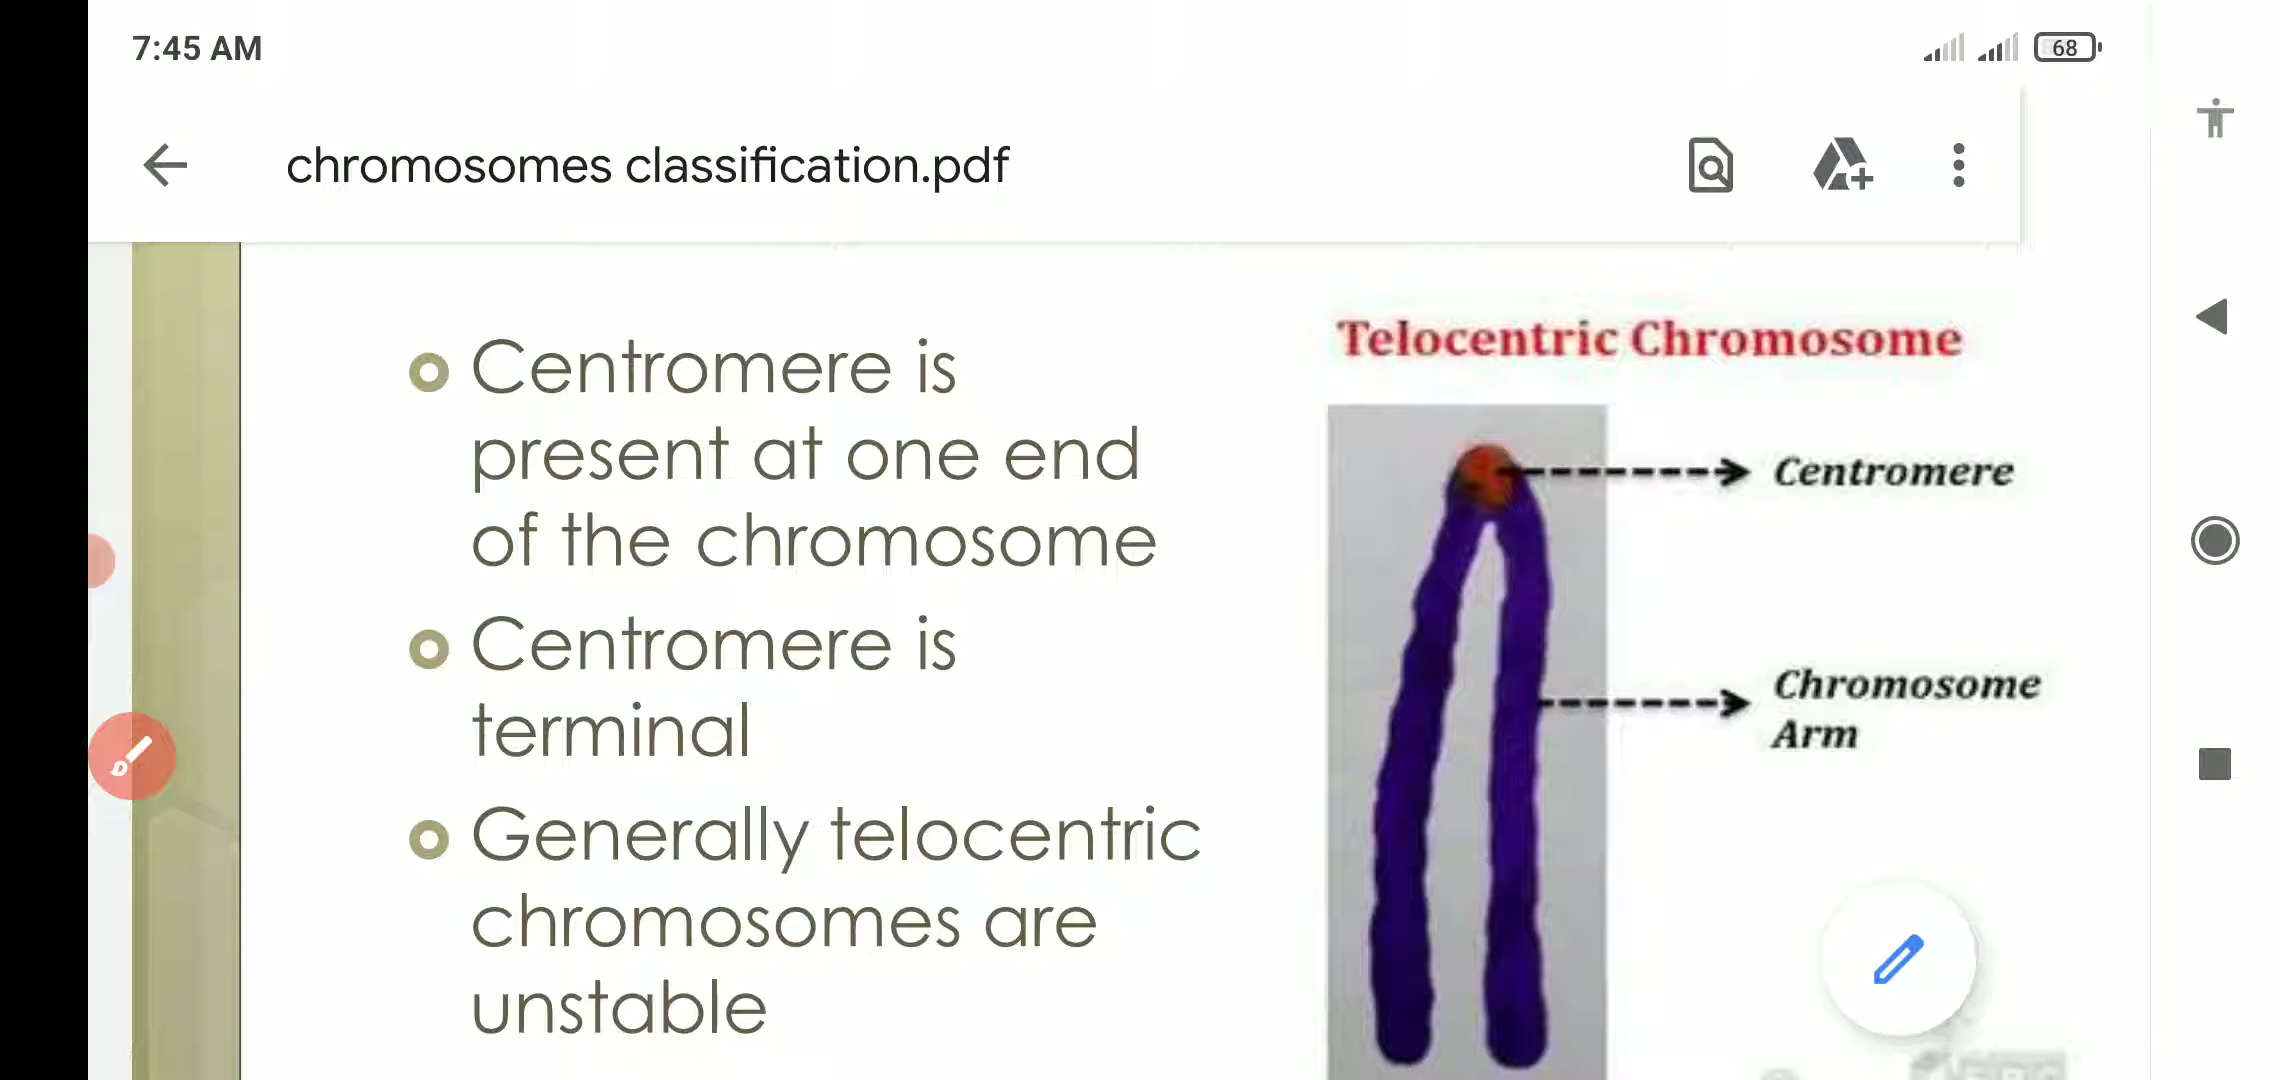 7:45 AM
68
chromosomes classification.pdf
Centromere is
present at one end
of the chromosome
Centromere is
terminal
Generally telocentric
chromosomes are
unstable
Telocentric Chromosome
Centromere
Chromosome
Arm